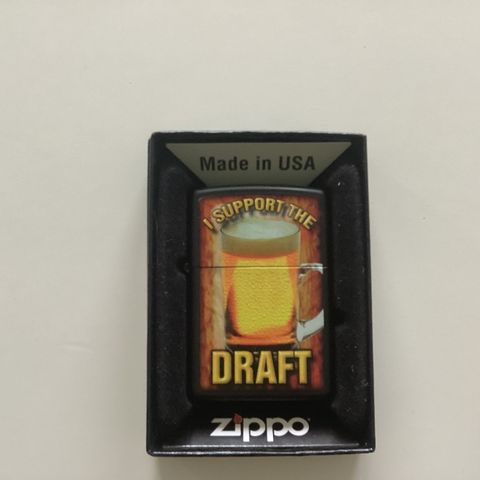 Made in USA
I SUPPORT THE
DRAFT
zippo